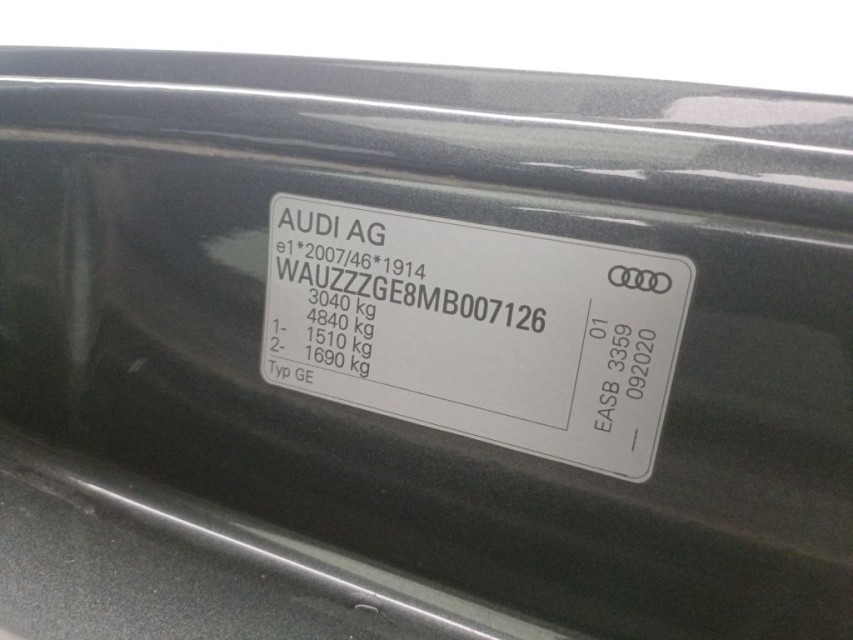 AUDI AG
e1*2007/46*1914
WAUZZZGE8MB007126
3040 kg
4840 kg
1- 1510 kg
2- 1690 kg
Typ GE
01
EASB 3359
— 092020